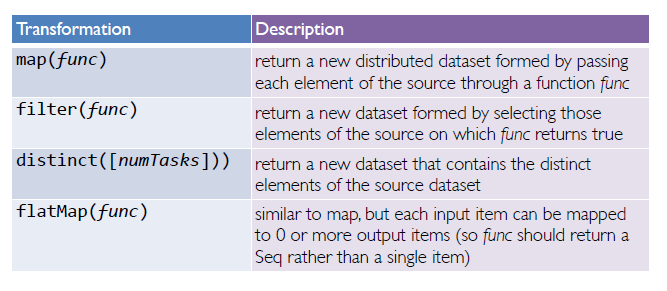 Transformation Description
map(func) return a new distributed dataset formed by passing
each element of the source through a function func
filter(func) return a new dataset formed by selecting those
elements of the source on which func returns true
distinct([numTasks])) return a new dataset that contains the distinct
elements of the source dataset
flatMap(func) similar to map, but each input item can be mapped
to 0 or more output items (so func should return a
Seq rather than a single item)